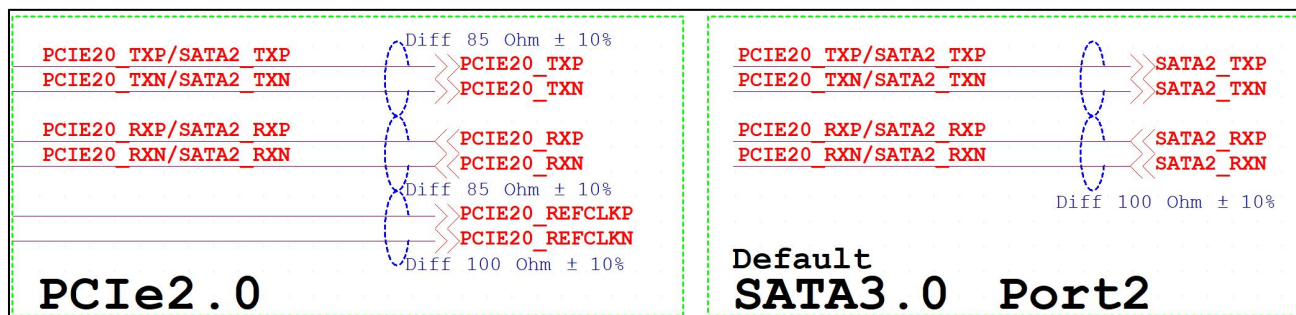 Diff 85 Ohm ± 10%
PCIE20_TXP/SATA2_TXP
PCIE20_TXP
PCIE20_TXN/SATA2_TXN
PCIE20_TXN
PCIE20_RXP/SATA2_RXP
PCIE20_RXP
PCIE20_RXN/SATA2_RXN
PCIE20_RXN
Diff 85 Ohm ± 10%
PCIE20_REFCLKP
PCIE20_REFCLKN
Diff 100 Ohm ± 10%
PCIe2.0
PCIE20_TXP/SATA2_TXP
SATA2_TXP
PCIE20_TXN/SATA2_TXN
SATA2_TXN
PCIE20_RXP/SATA2_RXP
SATA2_RXP
PCIE20_RXN/SATA2_RXN
SATA2_RXN
Diff 100 Ohm ± 10%
Default
SATA3.0 Port2